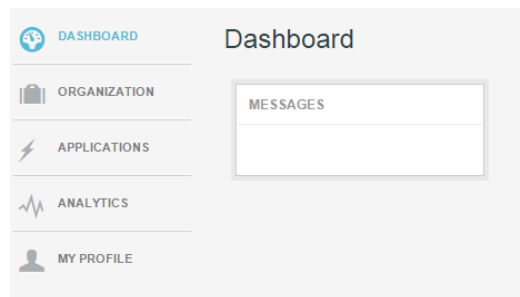 DASHBOARD
ORGANIZATION
APPLICATIONS
ANALYTICS
MY PROFILE
Dashboard
MESSAGES